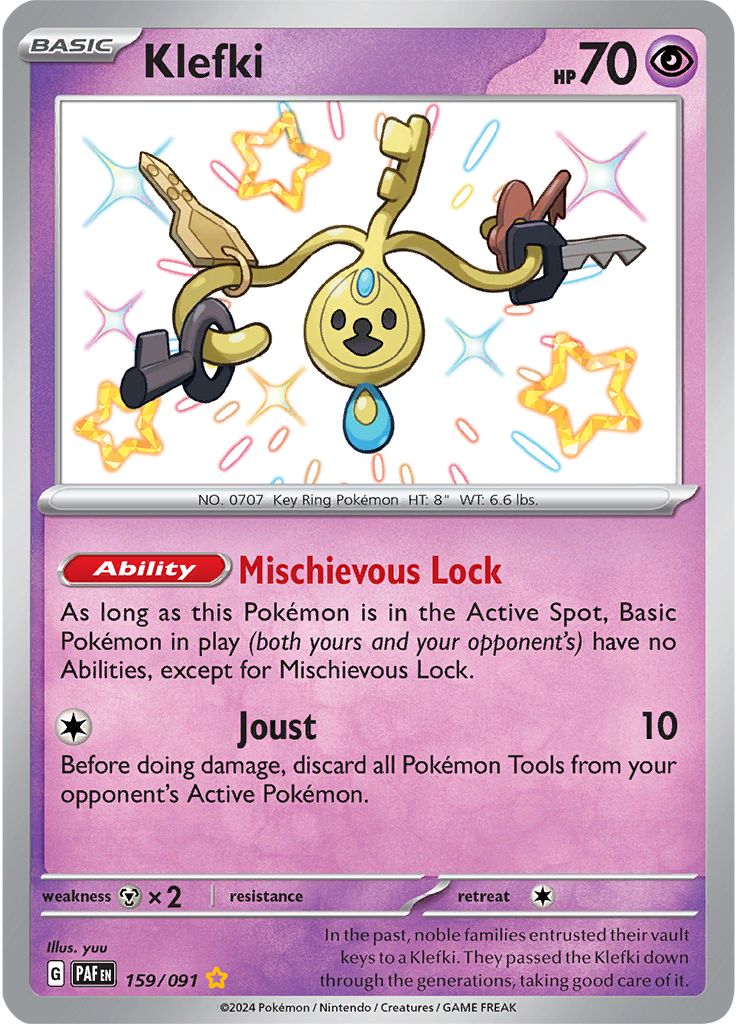 BASIC
Klefki
HP 70
NO. 0707 Key Ring Pokémon HT: 8" WT: 6.6 lbs.
Ability Mischievous Lock
As long as this Pokémon is in the Active Spot, Basic
Pokémon in play (both yours and your opponent's) have no
Abilities, except for Mischievous Lock.
Joust 10
Before doing damage, discard all Pokémon Tools from your
opponent's Active Pokémon.
weakness ×2 resistance retreat
Illus. yuu
In the past, noble families entrusted their vault
keys to a Klefki. They passed the Klefki down
through the generations, taking good care of it.
G PAF EN 159/091
©2024 Pokémon / Nintendo / Creatures / GAME FREAK